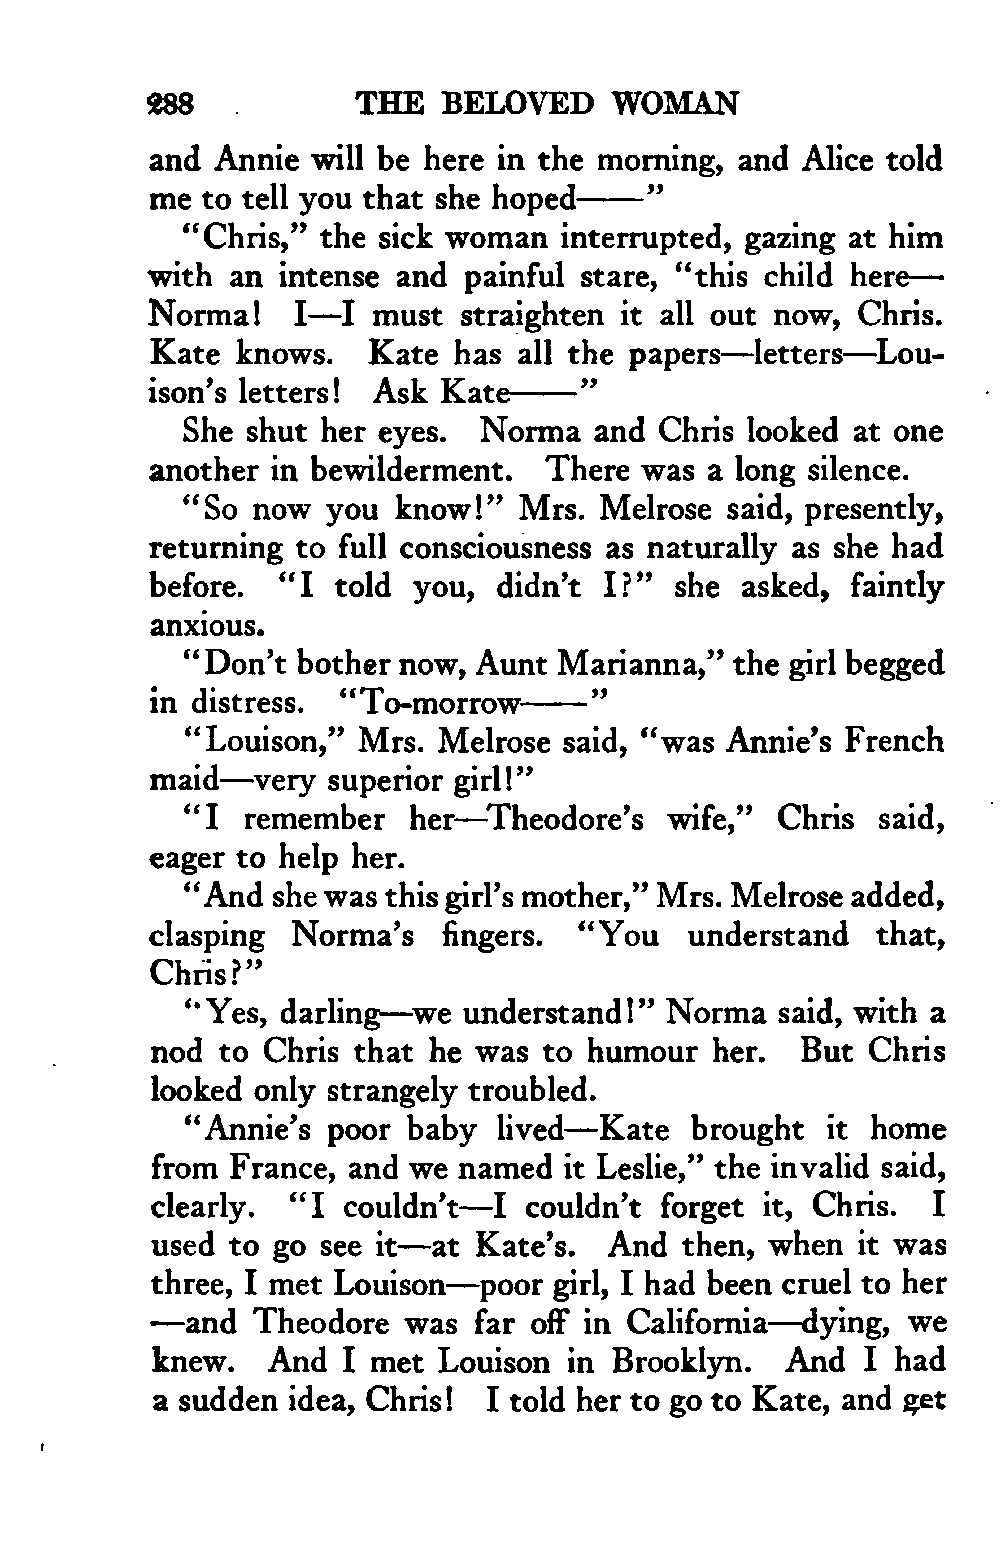 288 THE BELOVED WOMAN
and Annie will be here in the morning, and Alice told
me to tell you that she hoped——”
“Chris,” the sick woman interrupted, gazing at him
with an intense and painful stare, “this child here—
Norma! I—I must straighten it all out now, Chris.
Kate knows. Kate has all the papers—letters—Lou-
ison’s letters! Ask Kate——”
She shut her eyes. Norma and Chris looked at one
another in bewilderment. There was a long silence.
“So now you know!” Mrs. Melrose said, presently,
returning to full consciousness as naturally as she had
before. “I told you, didn’t I?” she asked, faintly
anxious.
“Don’t bother now, Aunt Marianna,” the girl begged
in distress. “To-morrow——”
“Louison,” Mrs. Melrose said, “was Annie’s French
maid—very superior girl!”
“I remember her—Theodore’s wife,” Chris said,
eager to help her.
“And she was this girl’s mother,” Mrs. Melrose added,
clasping Norma’s fingers. “You understand that,
Chris?”
“Yes, darling—we understand!” Norma said, with a
nod to Chris that he was to humour her. But Chris
looked only strangely troubled.
“Annie’s poor baby lived—Kate brought it home
from France, and we named it Leslie,” the invalid said,
clearly. “I couldn’t—I couldn’t forget it, Chris. I
used to go see it—at Kate’s. And then, when it was
three, I met Louison—poor girl, I had been cruel to her
—and Theodore was far off in California—dying, we
knew. And I met Louison in Brooklyn. And I had
a sudden idea, Chris! I told her to go to Kate, and get